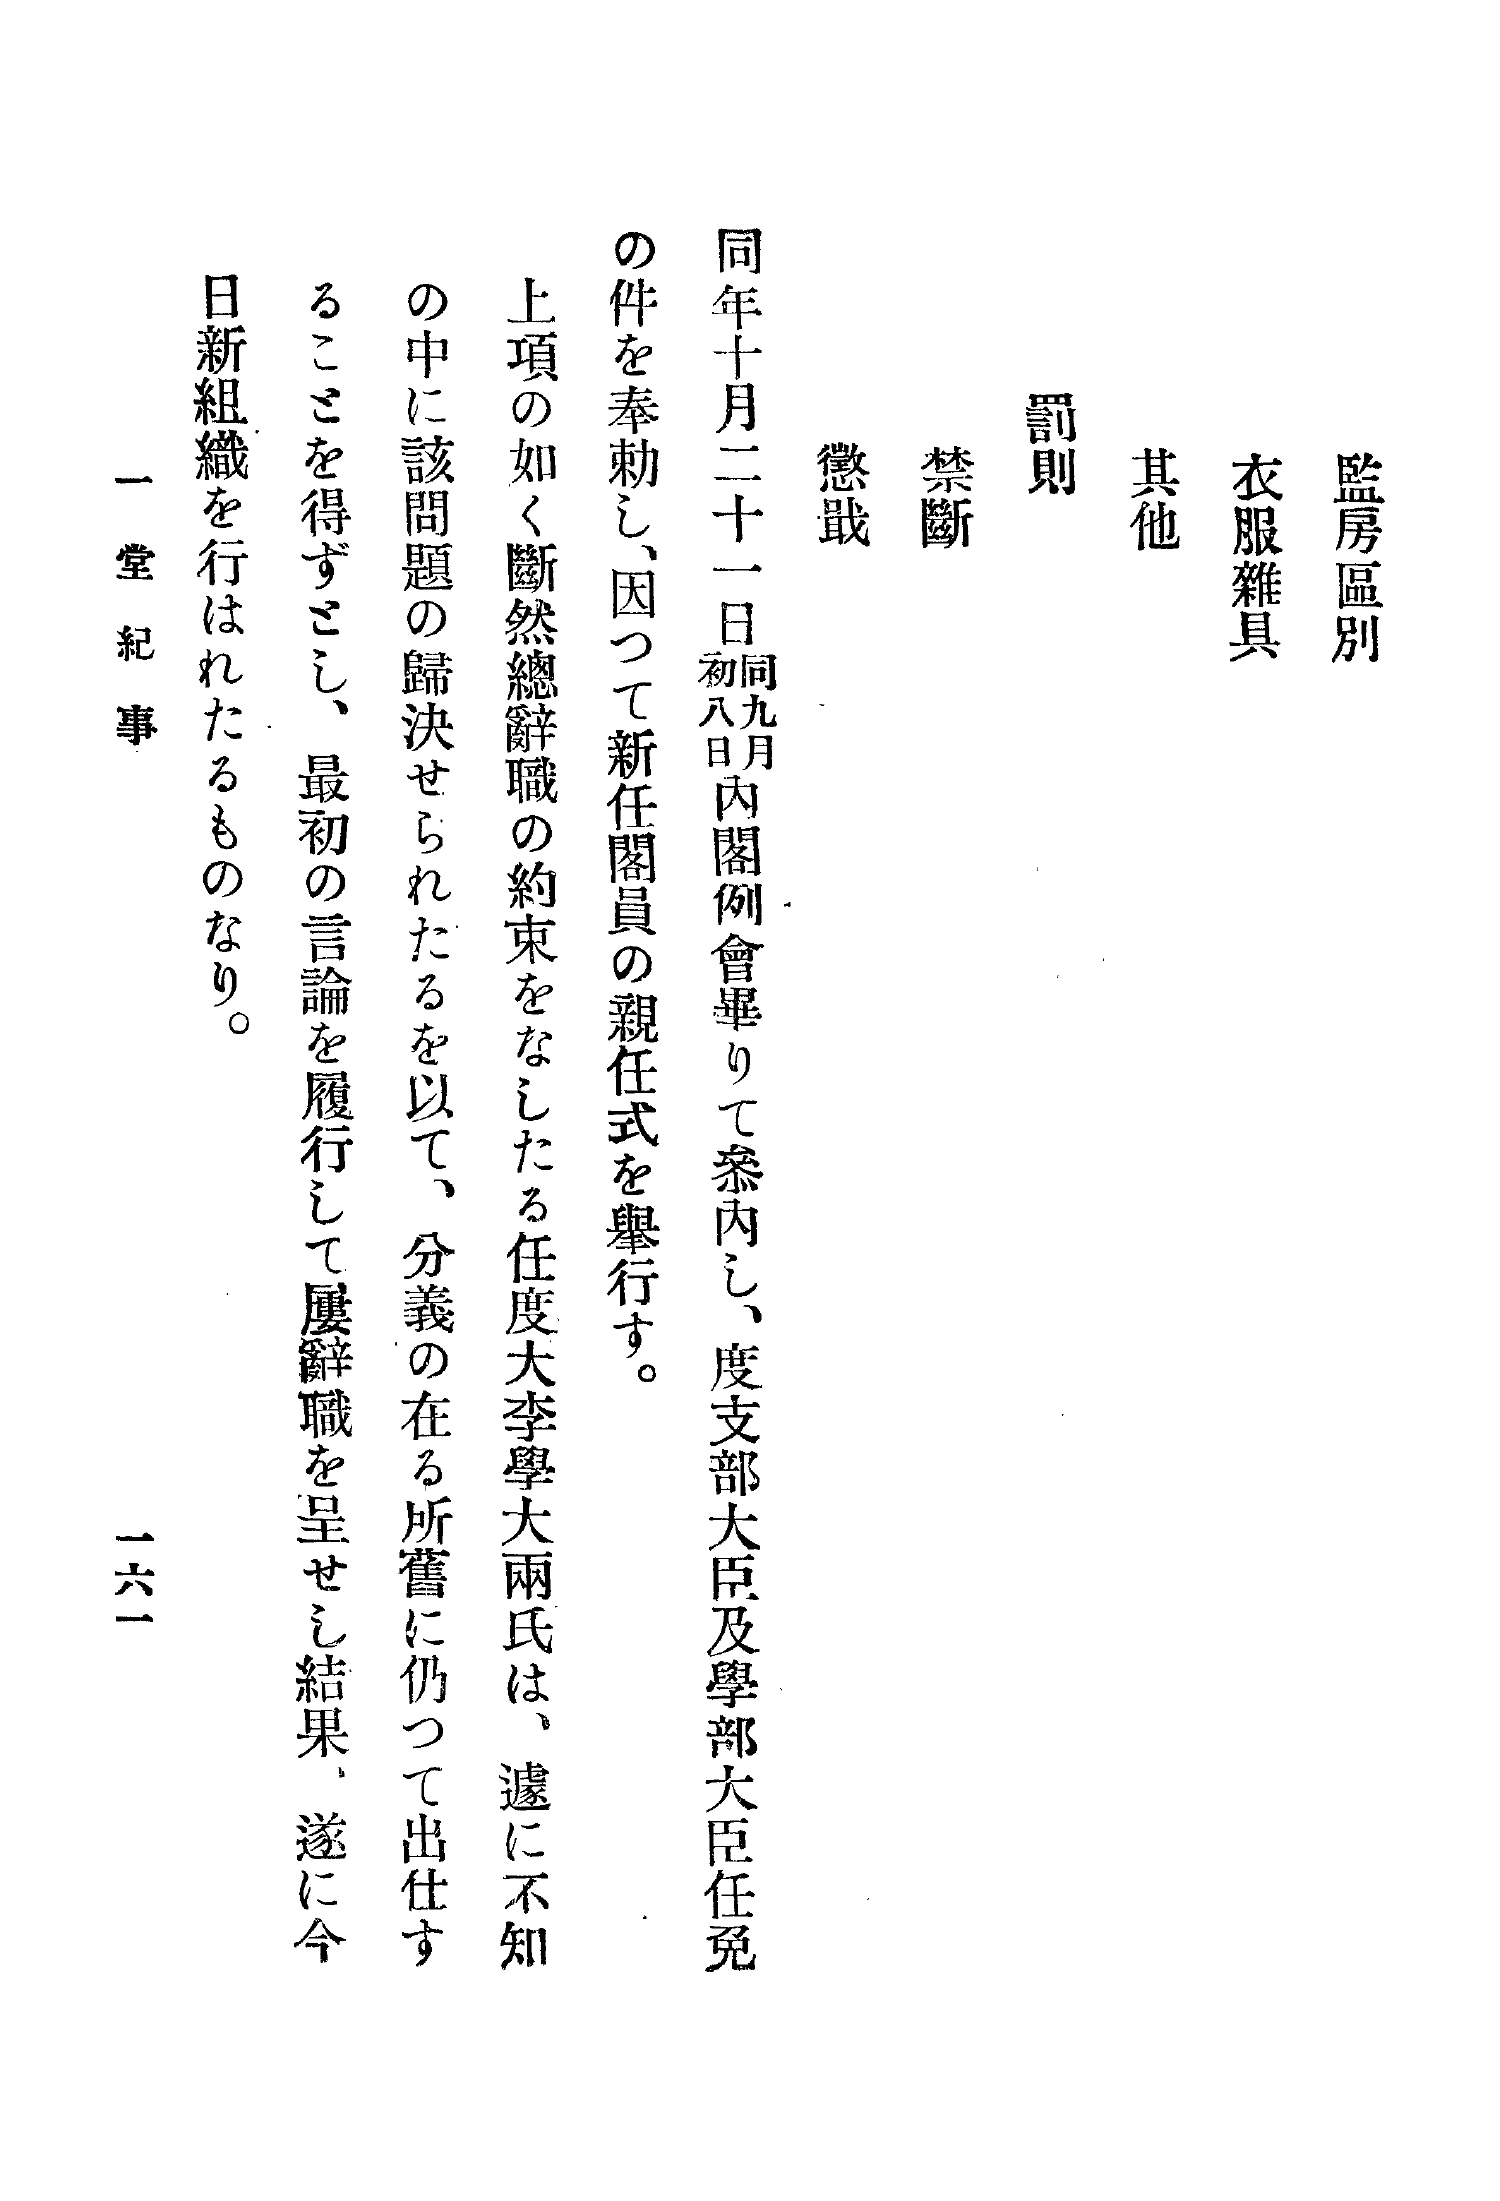 監房區別
衣服雜具
其他
罰則
禁斷
懲戢
同年十月二十一日同九月初八日內閣例會畢りて參內し、度支部大臣及學部大臣任免
の件を奉勅し、因つて新任閣員の親任式を擧行す。
上項の如く斷然總辭職の約束をなしたる任度大李學大兩氏は、遽に不知
の中に該問題の歸決せられたるを以て、分義の在る所舊に仍つて出仕す
ることを得ずとし、最初の言論を履行して屢辭職を呈せし結果、遂に今
日新組織を行はれたるものなり。
一堂紀事
一六一